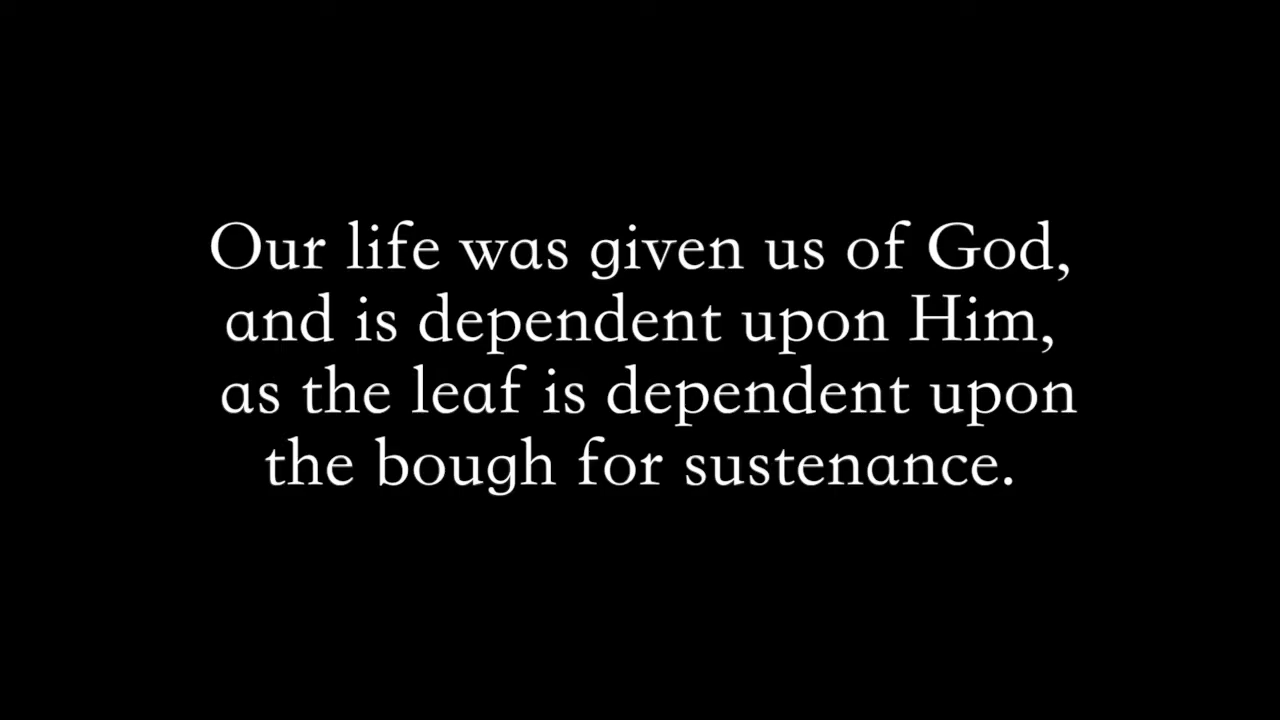 Our life was given us of God,
and is dependent upon Him,
as the leaf is dependent upon
the bough for sustenance.